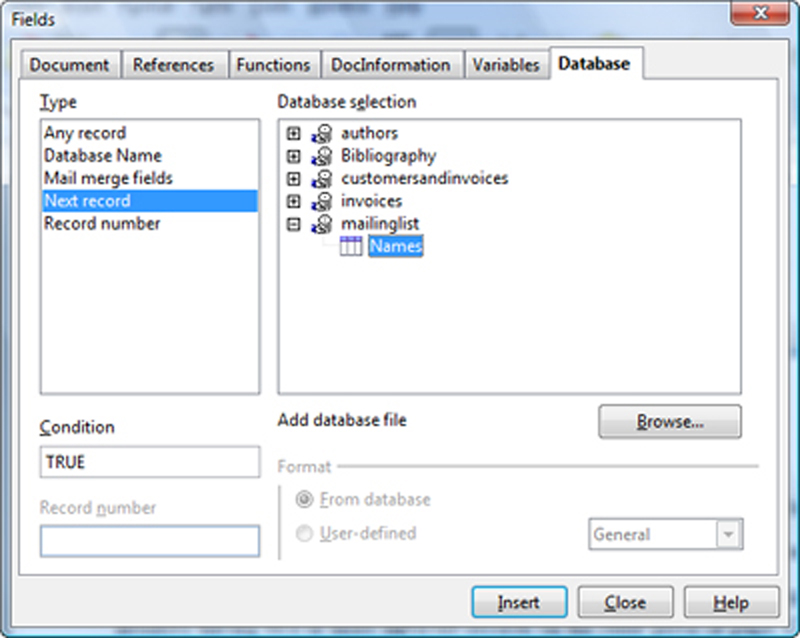 Fields
Document References Functions DocInformation Variables Database
Type
Any record
Database Name
Mail merge fields
Next record
Record number
Database selection
authors
Bibliography
customersandinvoices
invoices
mailinglist
Names
Condition
TRUE
Record number
Add database file
Browse...
Format
From database
User-defined
General
Insert Close Help